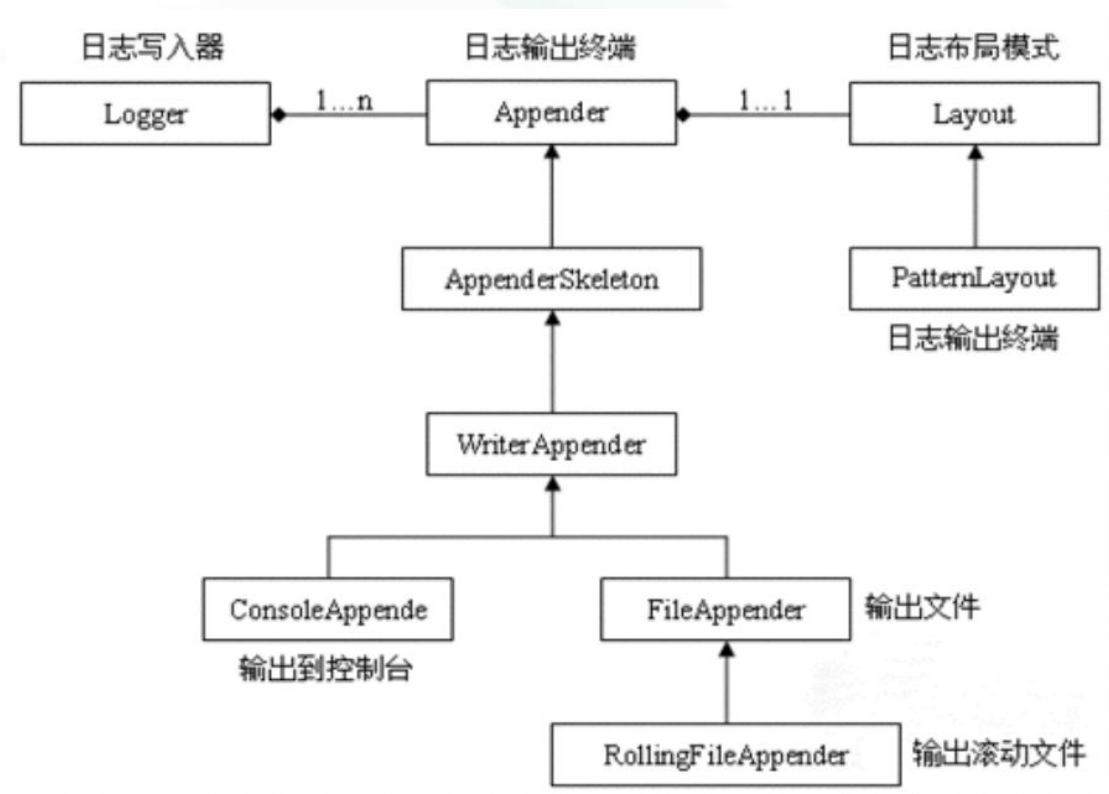 日志写入器
日志输出终端
日志布局模式
Logger
1...n
Appender
1...1
Layout
AppenderSkeleton
PatternLayout
日志输出终端
WriterAppender
ConsoleAppende
FileAppender
输出文件
输出到控制台
RollingFileAppender
输出滚动文件